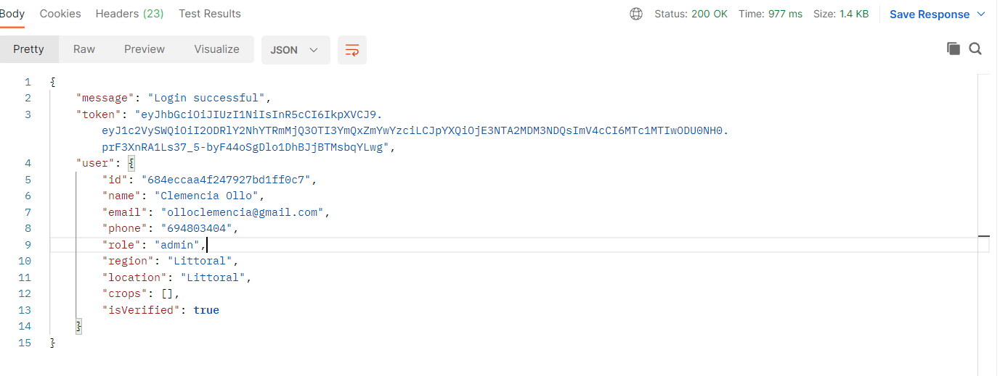 Body Cookies Headers (23) Test Results Status: 200 OK Time: 977 ms Size: 1.4 KB Save Response
Pretty Raw Preview Visualize JSON
1 {
2 "message": "Login successful",
3 "token": "eyJhbGciOiJIUzI1NiIsInR5cCI6IkpXVCJ9.
eyJ1c2VySWQiOiI2ODRlY2NhYTRmMjQ3OTI3YmQxZmYwYzciLCJpYXQiOjE3NTA2MDM3NDQsImV4cCI6MTc1MTIwODU0NH0.
prF3XnRA1Ls37_5-byF44oSgDlo1DhBJjBTMsbqYLwg",
4 "user": {
5 "id": "684eccaa4f247927bd1ff0c7",
6 "name": "Clemencia Ollo",
7 "email": "olloclemencia@gmail.com",
8 "phone": "694803404",
9 "role": "admin",
10 "region": "Littoral",
11 "location": "Littoral",
12 "crops": [],
13 "isVerified": true
14 }
15 }